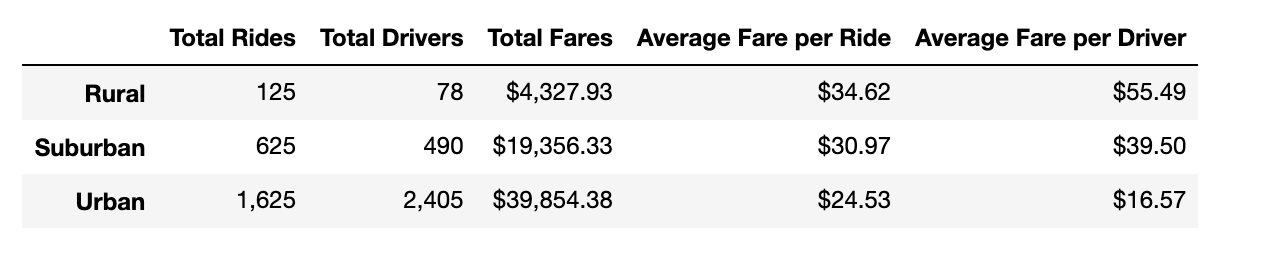 Total Rides Total Drivers Total Fares Average Fare per Ride Average Fare per Driver
Rural 125 78 $4,327.93 $34.62 $55.49
Suburban 625 490 $19,356.33 $30.97 $39.50
Urban 1,625 2,405 $39,854.38 $24.53 $16.57